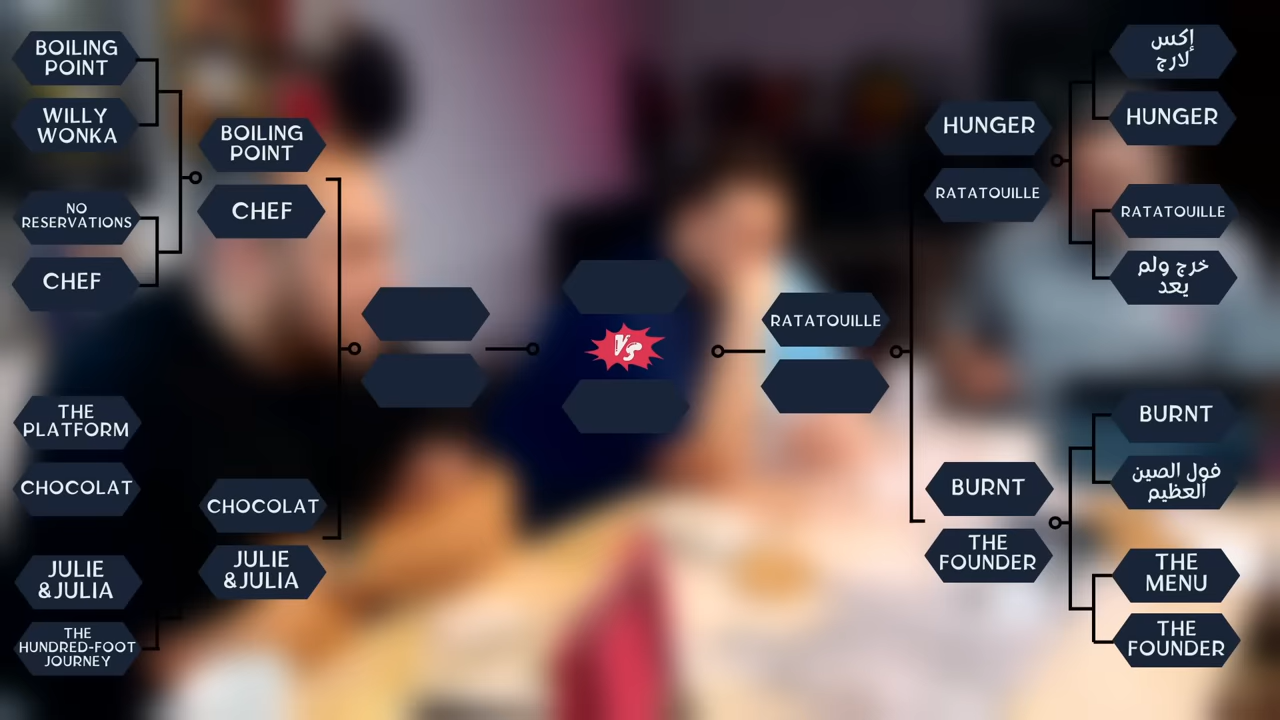 BOILING
POINT
WILLY
WONKA
NO
RESERVATIONS
CHEF
THE
PLATFORM
CHOCOLAT
JULIE
&JULIA
THE
HUNDRED-FOOT
JOURNEY
BOILING
POINT
CHEF
CHOCOLAT
JULIE
&JULIA
VS
RATATOUILLE
HUNGER
RATATOUILLE
BURNT
THE
FOUNDER
إكس
لارج
HUNGER
RATATOUILLE
خرج ولم
يعد
BURNT
فول الصين
العظيم
THE
MENU
THE
FOUNDER